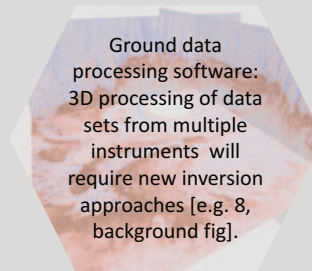 Ground data
processing software:
3D processing of data
sets from multiple
instruments will
require new inversion
approaches [e.g. 8,
background fig].